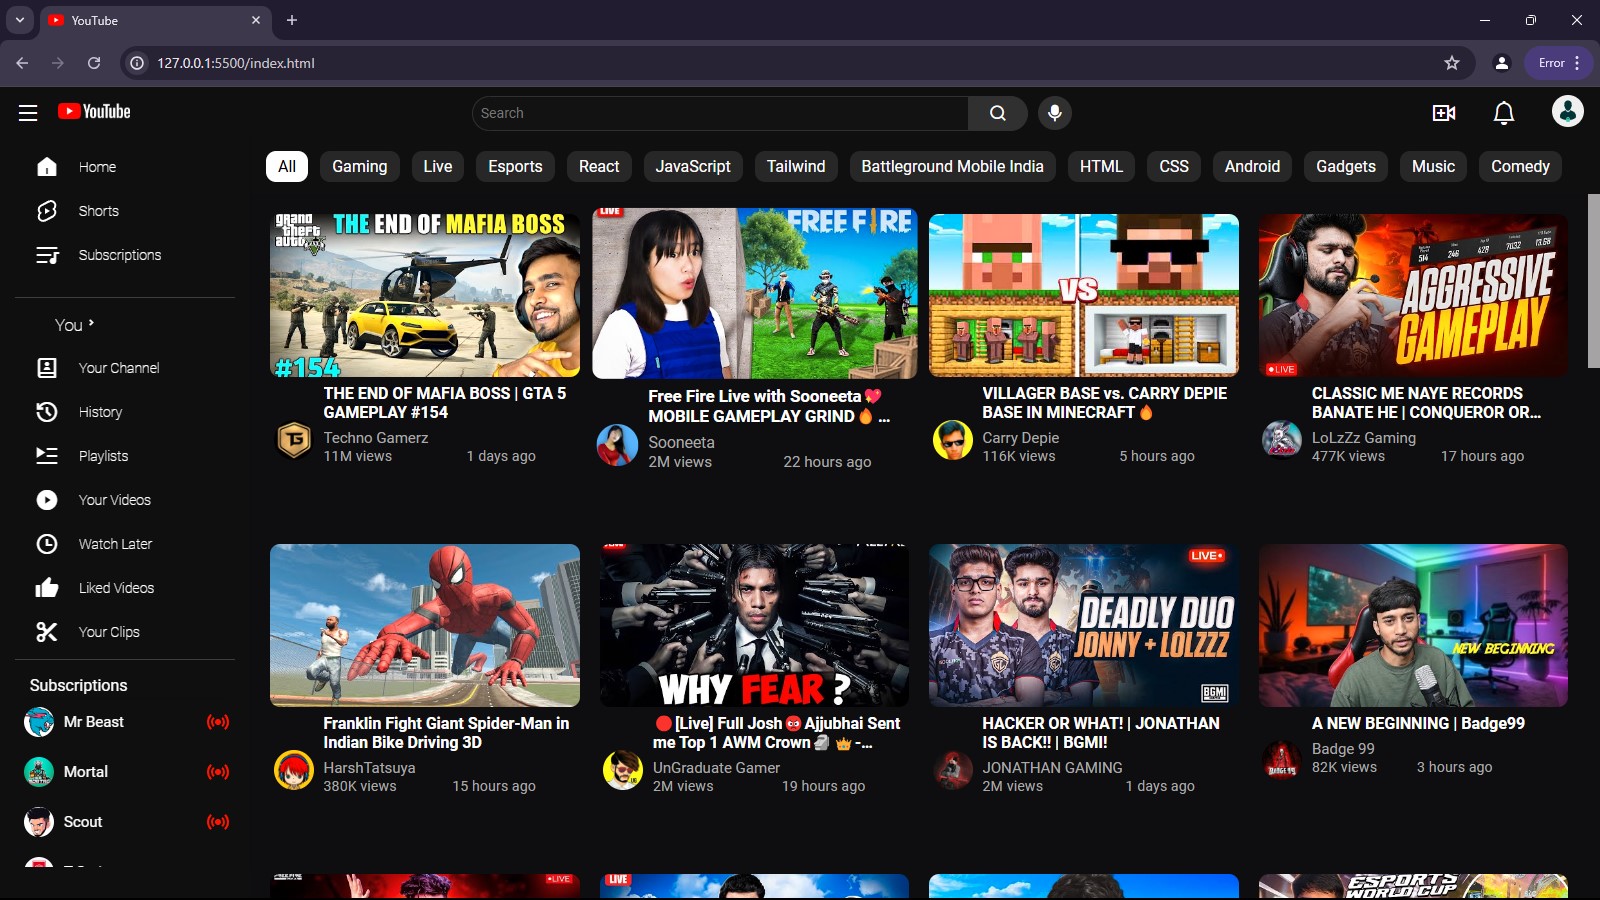 YouTube
127.0.0.1:5500/index.html
Error
YouTube
Search
Home
Shorts
Subscriptions
You
Your Channel
History
Playlists
Your Videos
Watch Later
Liked Videos
Your Clips
Subscriptions
Mr Beast
Mortal
Scout
All
Gaming
Live
Esports
React
JavaScript
Tailwind
Battleground Mobile India
HTML
CSS
Android
Gadgets
Music
Comedy
grand
theft
auto
THE END OF MAFIA BOSS
#154
THE END OF MAFIA BOSS | GTA 5
GAMEPLAY #154
Techno Gamerz
11M views 1 days ago
LIVE
FREE FIRE
Free Fire Live with Sooneeta💖
MOBILE GAMEPLAY GRIND🔥 ...
Sooneeta
2M views 22 hours ago
VS
VILLAGER BASE vs. CARRY DEPIE
BASE IN MINECRAFT🔥
Carry Depie
116K views 5 hours ago
514 246 428 7032 13.58
AGGRESSIVE
GAMEPLAY
LIVE
CLASSIC ME NAYE RECORDS
BANATE HE | CONQUEROR OR...
LoLzZz Gaming
477K views 17 hours ago
Franklin Fight Giant Spider-Man in
Indian Bike Driving 3D
HarshTatsuya
380K views 15 hours ago
WHY FEAR ?
🔴[Live] Full Josh😡Ajjubhai Sent
me Top 1 AWM Crown🗿👑-...
UnGraduate Gamer
2M views 19 hours ago
LIVE
DEADLY DUO
JONNY + LOLZZZ
BGMI
HACKER OR WHAT! | JONATHAN
IS BACK!! | BGMI!
JONATHAN GAMING
2M views 1 days ago
NEW BEGINNING
A NEW BEGINNING | Badge99
Badge 99
82K views 3 hours ago
LIVE
LIVE
ESPORTS
WORLD CUP